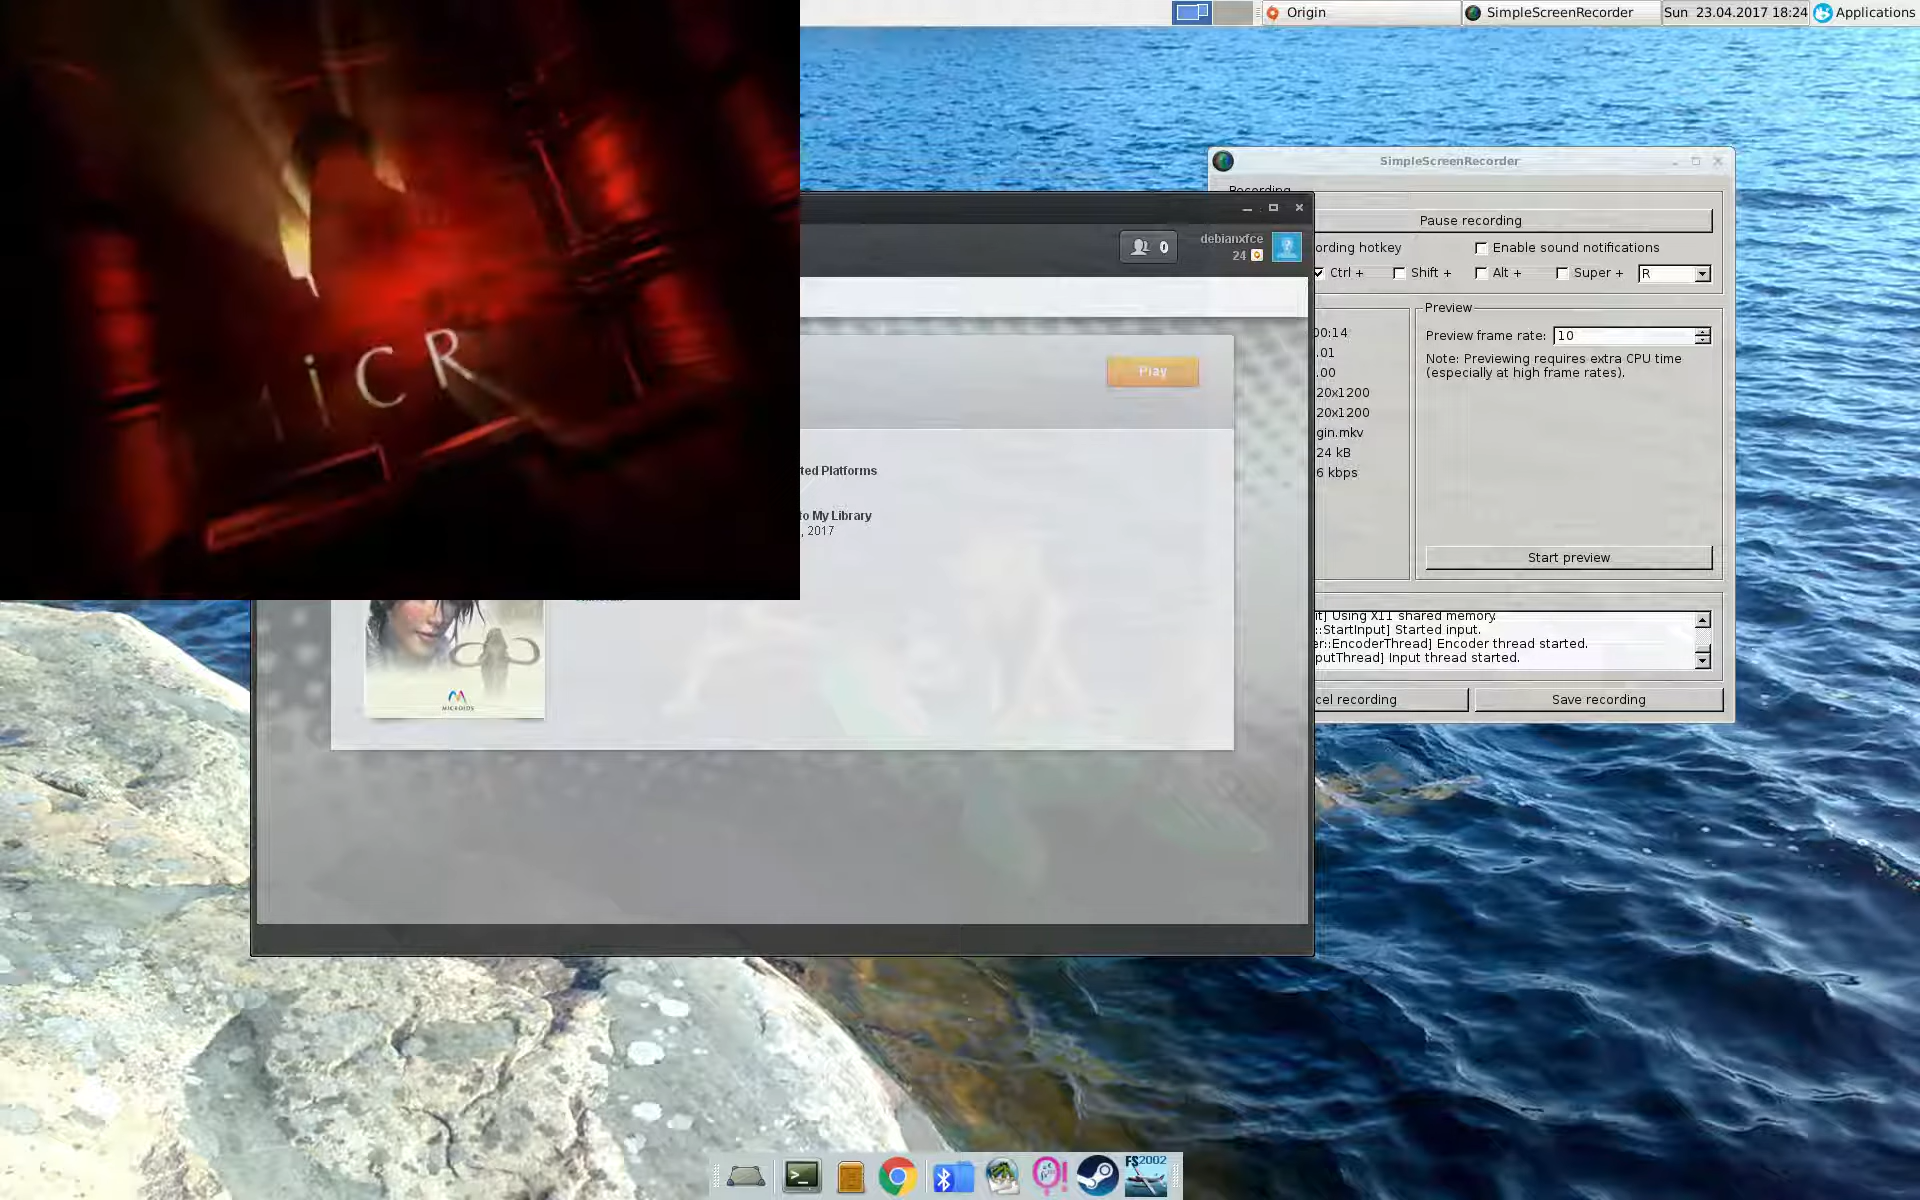 Origin
SimpleScreenRecorder
Sun 23.04.2017 18:24
Applications
iCR
SimpleScreenRecorder
Recording
Pause recording
ording hotkey
Enable sound notifications
Ctrl +
Shift +
Alt +
Super +
R
debianxfce
0
24
Play
Preview
Preview frame rate: 10
Note: Previewing requires extra CPU time
(especially at high frame rates).
00:14
.01
.00
20x1200
20x1200
gin.mkv
24 kB
6 kbps
ted Platforms
to My Library
, 2017
Start preview
it] Using X11 shared memory.
::StartInput] Started input.
er::EncoderThread] Encoder thread started.
putThread] Input thread started.
cel recording
Save recording
MICROIDS
FS2002